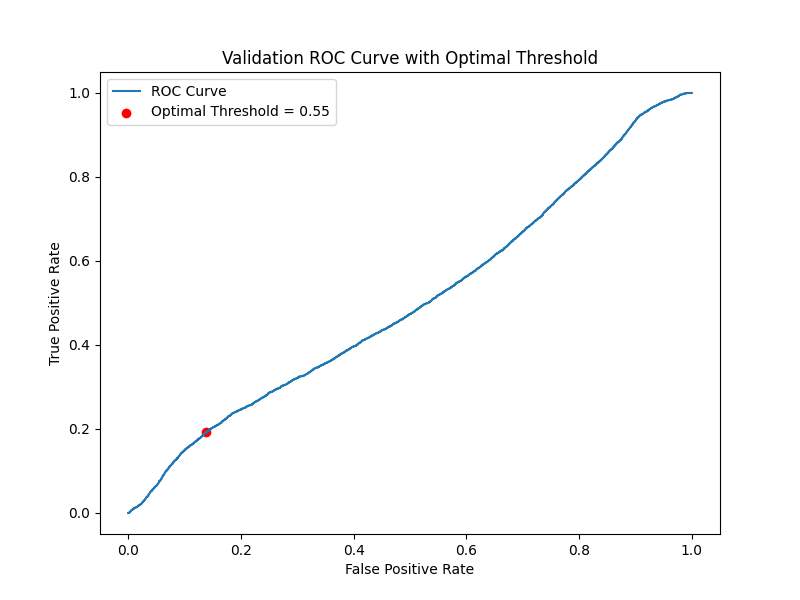 Validation ROC Curve with Optimal Threshold
ROC Curve
Optimal Threshold = 0.55
True Positive Rate
1.0
0.8
0.6
0.4
0.2
0.0
0.0 0.2 0.4 0.6 0.8 1.0
False Positive Rate